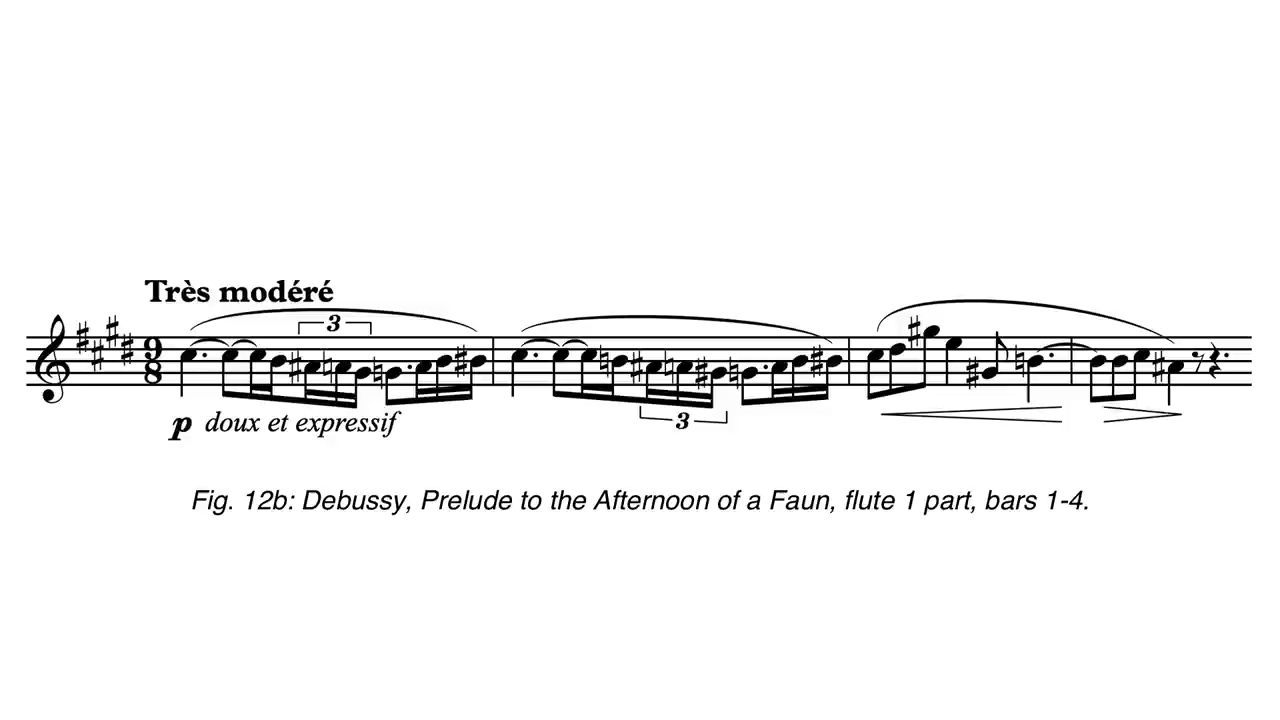 Très modéré
3
9
8
3
p doux et expressif
Fig. 12b: Debussy, Prelude to the Afternoon of a Faun, flute 1 part, bars 1-4.